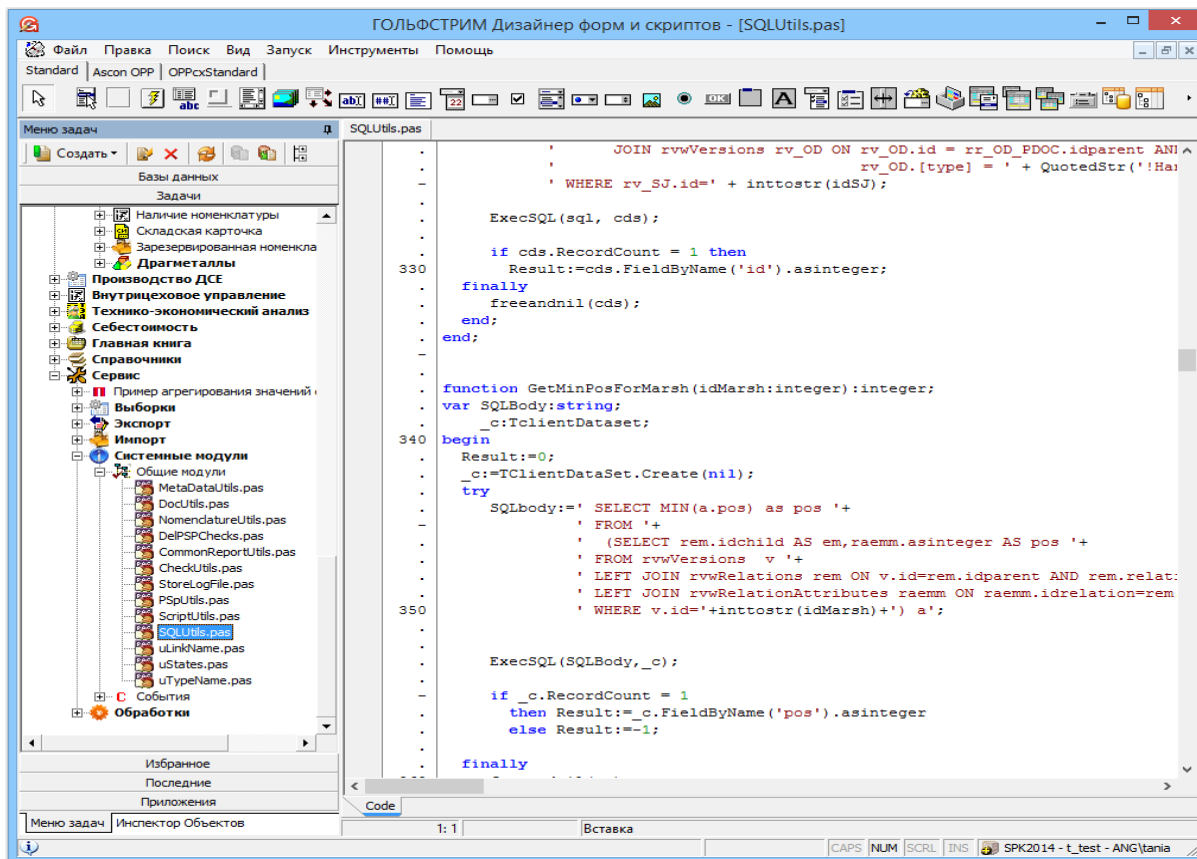 ГОЛЬФСТРИМ Дизайнер форм и скриптов - [SQLUtils.pas]
Файл Правка Поиск Вид Запуск Инструменты Помощь
Standard Ascon OPP OPPcxStandard
Меню задач
Создать
Базы данных
Задачи
Наличие номенклатуры
Складская карточка
Зарезервированная номенкла
Драгметаллы
Производство ДСЕ
Внутрицеховое управление
Технико-экономический анализ
Себестоимость
Главная книга
Справочники
Сервис
Пример агрегирования значений
Выборки
Экспорт
Импорт
Системные модули
Общие модули
MetaDataUtils.pas
DocUtils.pas
NomenclatureUtils.pas
DelPSPChecks.pas
CommonReportUtils.pas
CheckUtils.pas
StoreLogFile.pas
PSpUtils.pas
ScriptUtils.pas
SQLUtils.pas
uLinkName.pas
uStates.pas
uTypeName.pas
События
Обработки
Избранное
Последние
Приложения
Меню задач Инспектор Объектов
SQLUtils.pas
' JOIN rvwVersions rv_OD ON rv_OD.id = rr_OD_PDOC.idparent AND
' rv_OD.[type] = ' + QuotedStr('!Наг
' WHERE rv_SJ.id=' + inttostr(idSJ);
ExecSQL(sql, cds);
if cds.RecordCount = 1 then
330 Result:=cds.FieldByName('id').asinteger;
finally
freeandnil(cds);
end;
end;
function GetMinPosForMarsh(idMarsh:integer):integer;
var SQLBody:string;
_c:TclientDataset;
340 begin
Result:=0;
_c:=TClientDataSet.Create(nil);
try
SQLbody:=' SELECT MIN(a.pos) as pos '+
' FROM '+
' (SELECT rem.idchild AS em,raemm.asinteger AS pos '+
' FROM rvwVersions v '+
' LEFT JOIN rvwRelations rem ON v.id=rem.idparent AND rem.relati
' LEFT JOIN rvwRelationAttributes raemm ON raemm.idrelation=rem.
350 ' WHERE v.id='+inttostr(idMarsh)+') a';
ExecSQL(SQLBody,_c);
if _c.RecordCount = 1
then Result:=_c.FieldByName('pos').asinteger
else Result:=-1;
finally
Code
1: 1 Вставка
CAPS NUM SCRL INS SPK2014 - t_test - ANG\tania